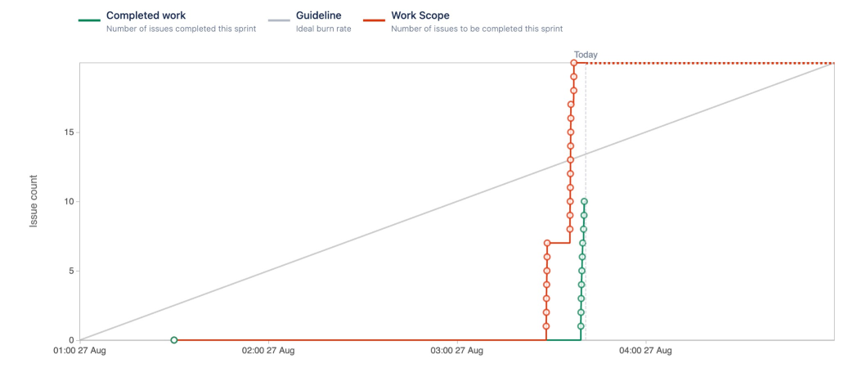 Completed work
Number of issues completed this sprint
Guideline
Ideal burn rate
Work Scope
Number of issues to be completed this sprint
Today
Issue count
15
10
5
0
01:00 27 Aug
02:00 27 Aug
03:00 27 Aug
04:00 27 Aug